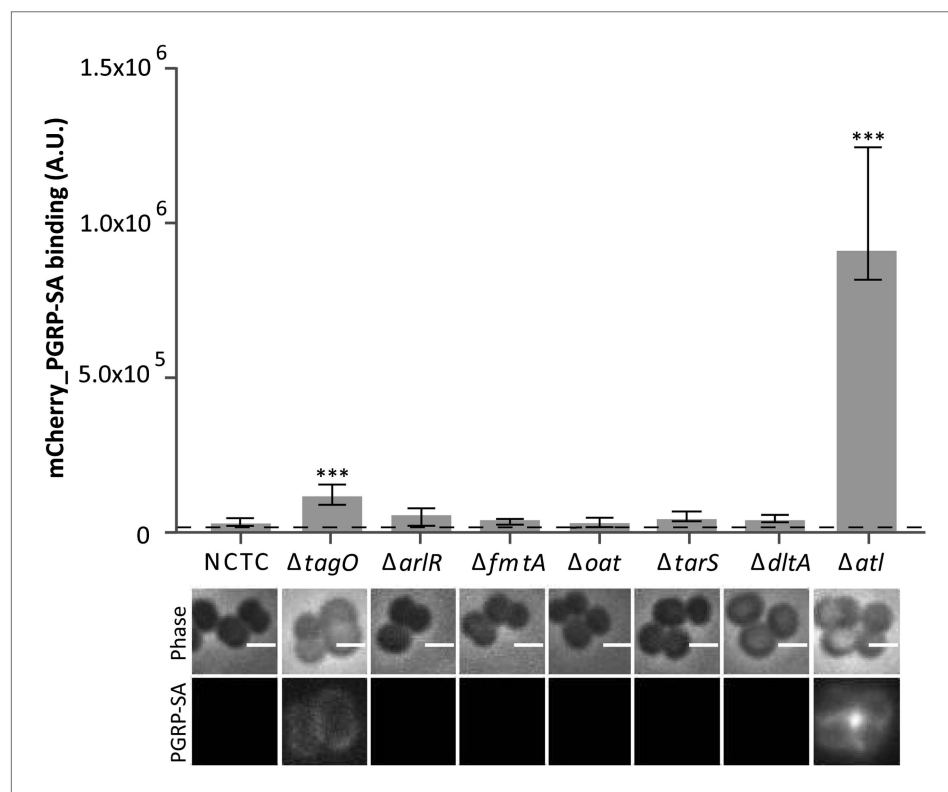 1.5x10 6
1.0x10 6
5.0x10 5
0
mCherry_PGRP-SA binding (A.U.)
***
***
NCTC ΔtagO ΔarlR ΔfmtA Δoat ΔtarS ΔdltA Δatl
Phase
PGRP-SA